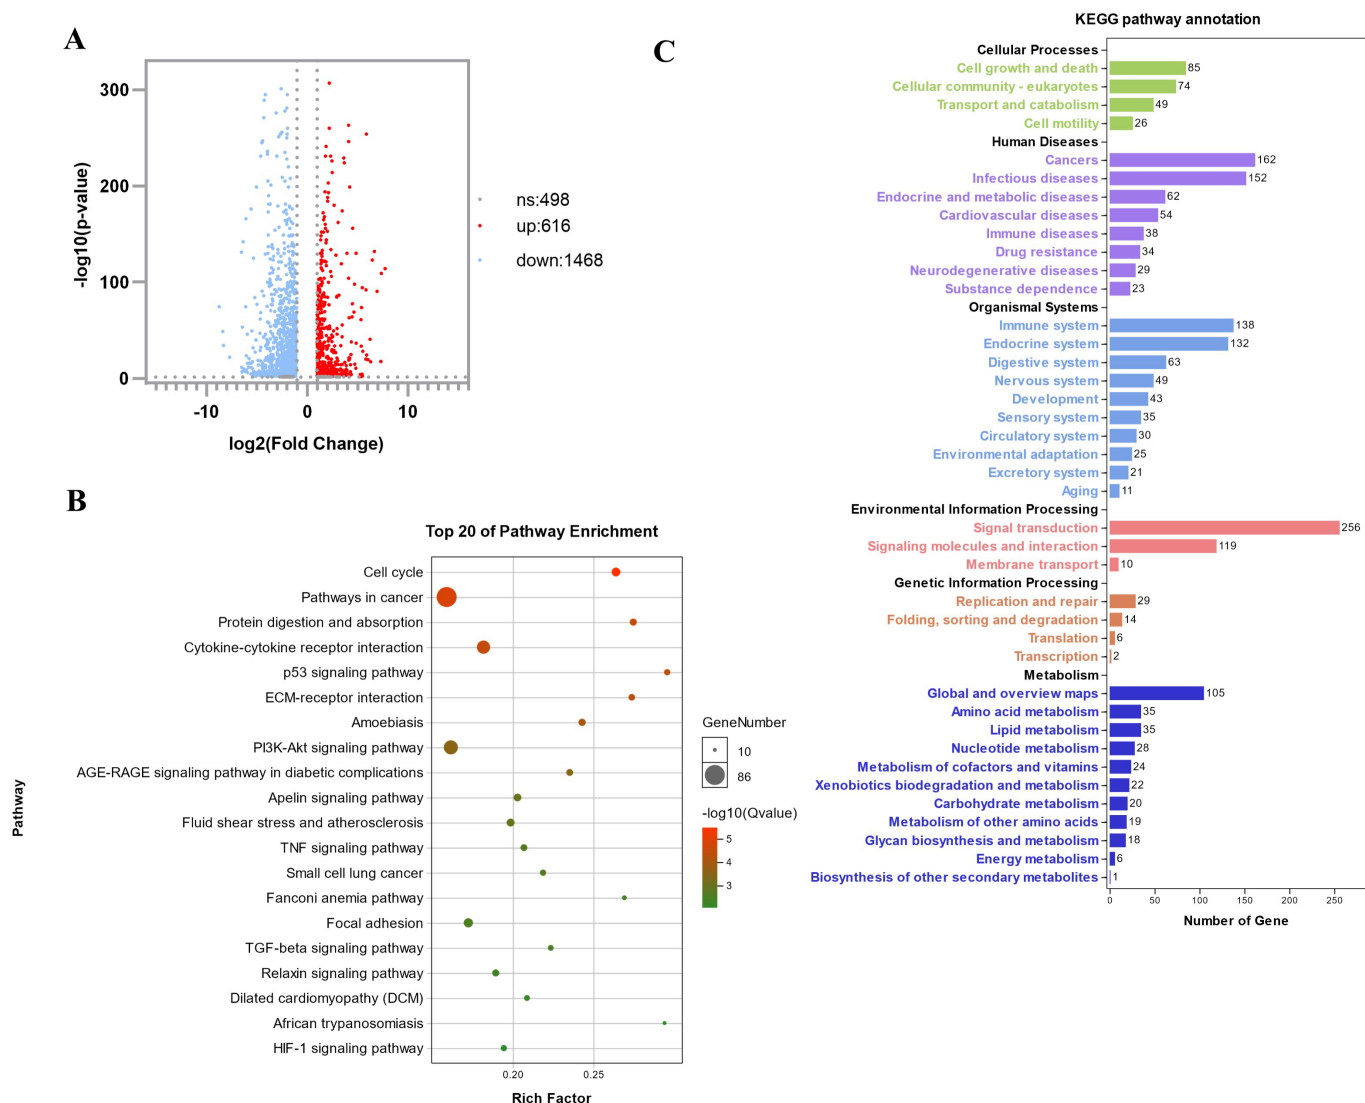 A
300
200
100
0
-10
0
10
-log10(p-value)
log2(Fold Change)
ns:498
up:616
down:1468
B
Top 20 of Pathway Enrichment
Cell cycle
Pathways in cancer
Protein digestion and absorption
Cytokine-cytokine receptor interaction
p53 signaling pathway
ECM-receptor interaction
Amoebiasis
PI3K-Akt signaling pathway
AGE-RAGE signaling pathway in diabetic complications
Apelin signaling pathway
Fluid shear stress and atherosclerosis
TNF signaling pathway
Small cell lung cancer
Fanconi anemia pathway
Focal adhesion
TGF-beta signaling pathway
Relaxin signaling pathway
Dilated cardiomyopathy (DCM)
African trypanosomiasis
HIF-1 signaling pathway
Pathway
0.20
0.25
Rich Factor
GeneNumber
10
86
-log10(Qvalue)
5
4
3
C
KEGG pathway annotation
Cellular Processes
Cell growth and death 85
Cellular community - eukaryotes 74
Transport and catabolism 49
Cell motility 26
Human Diseases
Cancers 162
Infectious diseases 152
Endocrine and metabolic diseases 62
Cardiovascular diseases 54
Immune diseases 38
Drug resistance 34
Neurodegenerative diseases 29
Substance dependence 23
Organismal Systems
Immune system 138
Endocrine system 132
Digestive system 63
Nervous system 49
Development 43
Sensory system 35
Circulatory system 30
Environmental adaptation 25
Excretory system 21
Aging 11
Environmental Information Processing
Signal transduction 256
Signaling molecules and interaction 119
Membrane transport 10
Genetic Information Processing
Replication and repair 29
Folding, sorting and degradation 14
Translation 6
Transcription 2
Metabolism
Global and overview maps 105
Amino acid metabolism 35
Lipid metabolism 35
Nucleotide metabolism 28
Metabolism of cofactors and vitamins 24
Xenobiotics biodegradation and metabolism 22
Carbohydrate metabolism 20
Metabolism of other amino acids 19
Glycan biosynthesis and metabolism 18
Energy metabolism 6
Biosynthesis of other secondary metabolites 1
0 50 100 150 200 250
Number of Gene